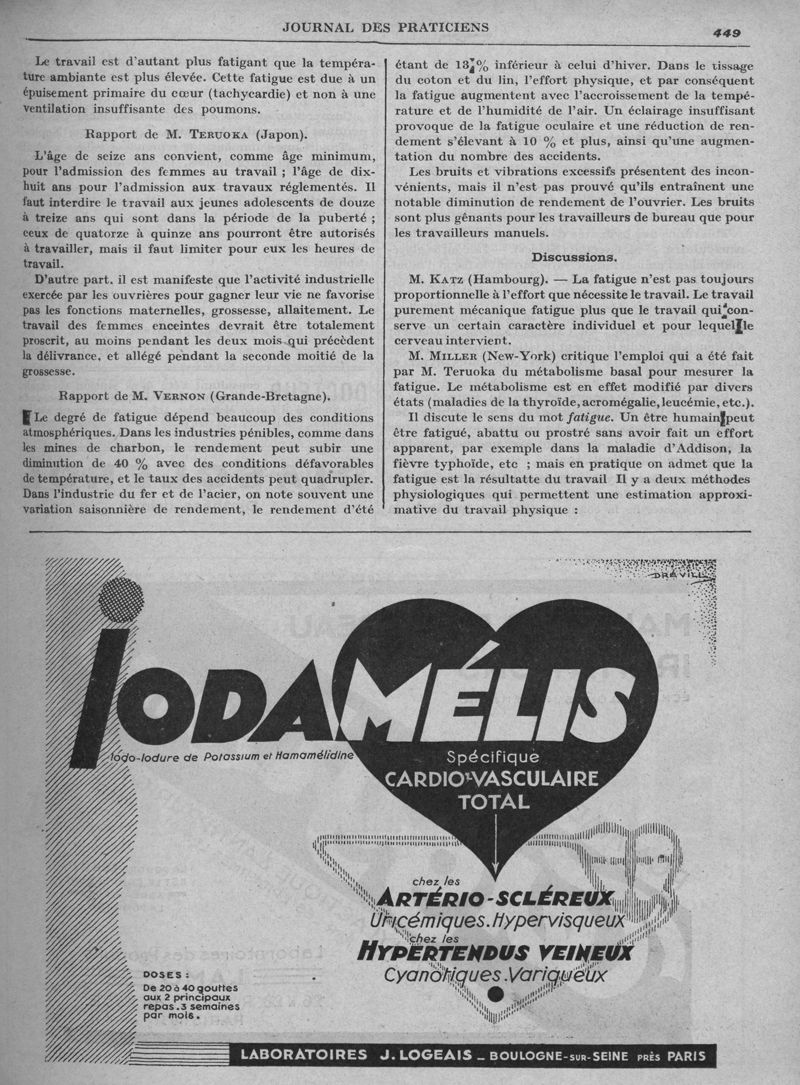 JOURNAL DES PRATICIENS
449
Le travail est d'autant plus fatigant que la tempéra-
ture ambiante est plus élevée. Cette fatigue est due à un
épuisement primaire du cœur (tachycardie) et non à une
ventilation insuffisante des poumons.
Rapport de M. TERUOKA (Japon).
L'âge de seize ans convient, comme âge minimum,
pour l'admission des femmes au travail ; l'âge de dix-
huit ans pour l'admission aux travaux réglementés. Il
faut interdire le travail aux jeunes adolescents de douze
à treize ans qui sont dans la période de la puberté ;
ceux de quatorze à quinze ans pourront être autorisés
à travailler, mais il faut limiter pour eux les heures de
travail.
D'autre part. il est manifeste que l'activité industrielle
exercée par les ouvrières pour gagner leur vie ne favorise
pas les fonctions maternelles, grossesse, allaitement. Le
travail des femmes enceintes devrait être totalement
proscrit, au moins pendant les deux mois qui précèdent
la délivrance, et allégé pendant la seconde moitié de la
grossesse.
Rapport de M. VERNON (Grande-Bretagne).
Le degré de fatigue dépend beaucoup des conditions
atmosphériques. Dans les industries pénibles, comme dans
les mines de charbon, le rendement peut subir une
diminution de 40 % avec des conditions défavorables
de température, et le taux des accidents peut quadrupler.
Dans l'industrie du fer et de l'acier, on note souvent une
variation saisonnière de rendement, le rendement d'été
étant de 13 % inférieur à celui d'hiver. Dans le tissage
du coton et du lin, l'effort physique, et par conséquent
la fatigue augmentent avec l'accroissement de la tempé-
rature et de l'humidité de l'air. Un éclairage insuffisant
provoque de la fatigue oculaire et une réduction de ren-
dement s'élevant à 10 % et plus, ainsi qu'une augmen-
tation du nombre des accidents.
Les bruits et vibrations excessifs présentent des incon-
vénients, mais il n'est pas prouvé qu'ils entraînent une
notable diminution de rendement de l'ouvrier. Les bruits
sont plus gênants pour les travailleurs de bureau que pour
les travailleurs manuels.
Discussions.
M. KATZ (Hambourg). — La fatigue n'est pas toujours
proportionnelle à l'effort que nécessite le travail. Le travail
purement mécanique fatigue plus que le travail qui con-
serve un certain caractère individuel et pour lequel le
cerveau intervient.
M. MILLER (New-York) critique l'emploi qui a été fait
par M. Teruoka du métabolisme basal pour mesurer la
fatigue. Le métabolisme est en effet modifié par divers
états (maladies de la thyroïde, acromégalie, leucémie, etc.).
Il discute le sens du mot fatigue. Un être humain peut
être fatigué, abattu ou prostré sans avoir fait un effort
apparent, par exemple dans la maladie d'Addison, la
fièvre typhoïde, etc ; mais en pratique on admet que la
fatigue est la résultatte du travail Il y a deux méthodes
physiologiques qui permettent une estimation approxi-
mative du travail physique :
DRÉVILL
IODAMÉLIS
Iodo-Iodure de Potassium et Hamamélidine
Spécifique
CARDIO-VASCULAIRE
TOTAL
chez les
ARTÉRIO-SCLÉREUX
Uricémiques. Hypervisqueux
chez les
HYPERTENDUS VEINEUX
Cyanotiques. Variqueux
DOSES :
De 20 à 40 gouttes
aux 2 principaux
repas. 3 semaines
par mois.
LABORATOIRES J. LOGEAIS _ BOULOGNE-SUR-SEINE PRÈS PARIS